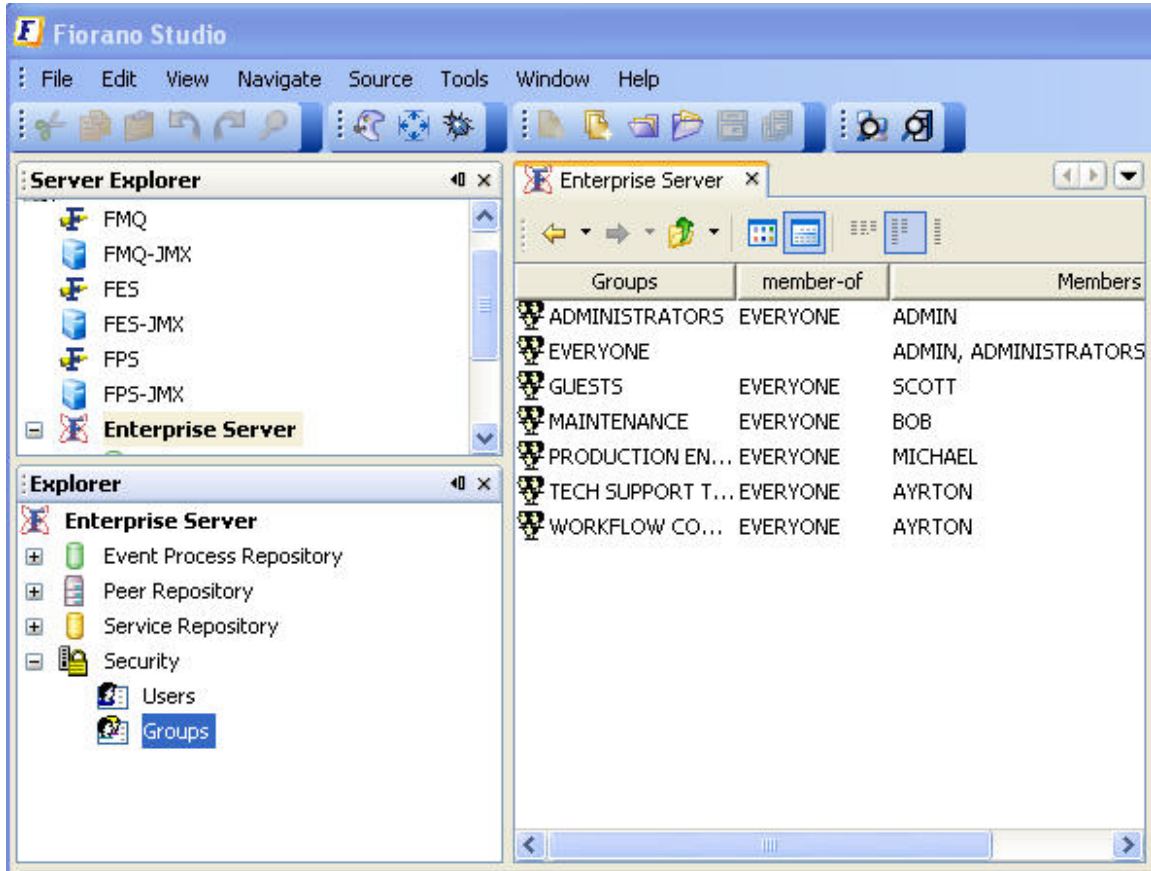 Fiorano Studio
File Edit View Navigate Source Tools Window Help
Server Explorer
FMQ
FMQ-JMX
FES
FES-JMX
FPS
FPS-JMX
Enterprise Server
Explorer
Enterprise Server
Event Process Repository
Peer Repository
Service Repository
Security
Users
Groups
Enterprise Server
Groups member-of Members
ADMINISTRATORS EVERYONE ADMIN
EVERYONE ADMIN, ADMINISTRATORS
GUESTS EVERYONE SCOTT
MAINTENANCE EVERYONE BOB
PRODUCTION EN... EVERYONE MICHAEL
TECH SUPPORT T... EVERYONE AYRTON
WORKFLOW CO... EVERYONE AYRTON